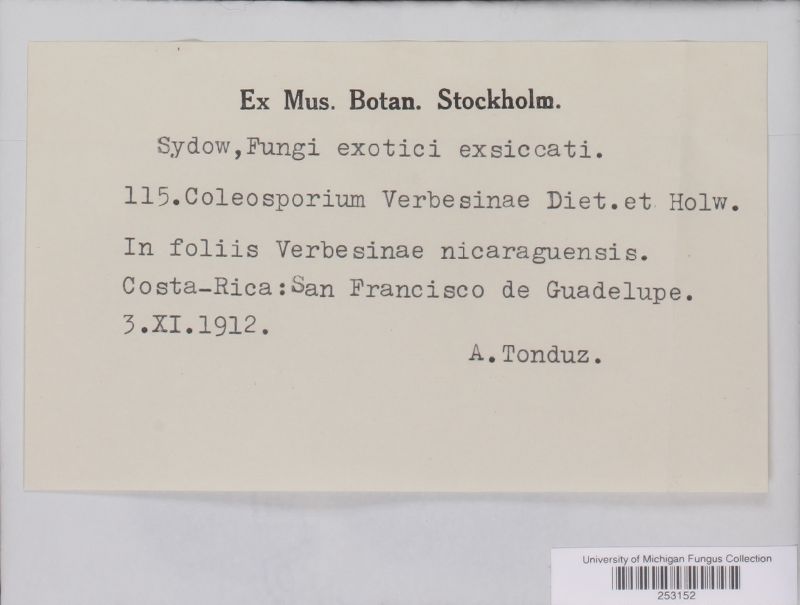 Ex Mus. Botan. Stockholm.
Sydow,Fungi exotici exsiccati.
115.Coleosporium Verbesinae Diet.et Holw.
In foliis Verbesinae nicaraguensis.
Costa-Rica:San Francisco de Guadelupe.
3.XI.1912.
A.Tonduz.
University of Michigan Fungus Collection
253152